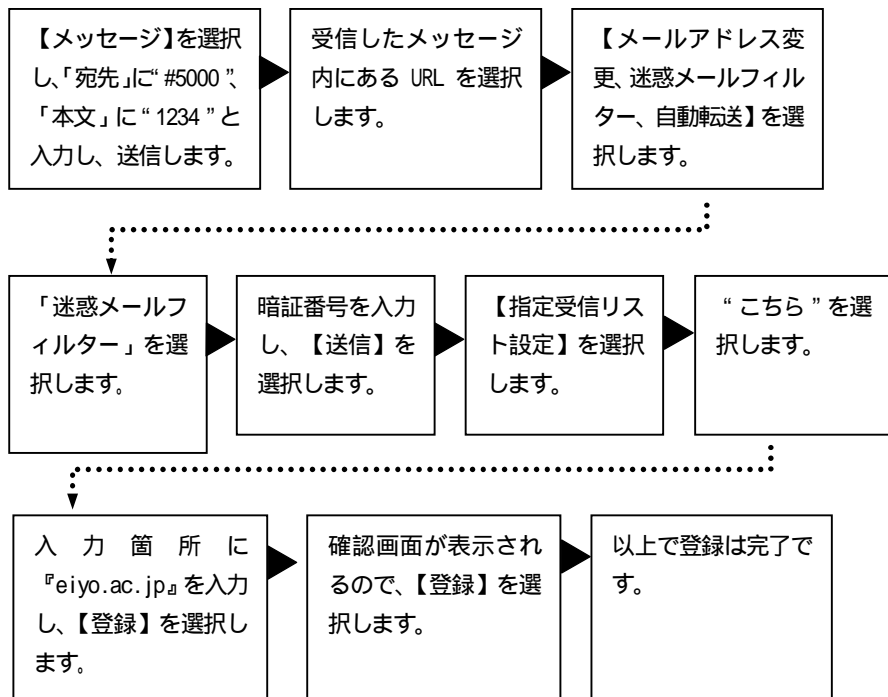 【メッセージ】を選択
し、「宛先」に“#5000”、
「本文」に“1234”と
入力し、送信します。
受信したメッセージ
内にある URL を選択
します。
【メールアドレス変
更、迷惑メールフィル
ター、自動転送】を選
択します。
「迷惑メールフ
ィルター」を選
択します。
暗証番号を入力
し、【送信】を
選択します。
【指定受信リス
ト設定】を選択
します。
“こちら”を選
択します。
入力箇所に
『eiyo.ac.jp』を入力
し、【登録】を選択し
ます。
確認画面が表示され
るので、【登録】を選
択します。
以上で登録は完了で
す。